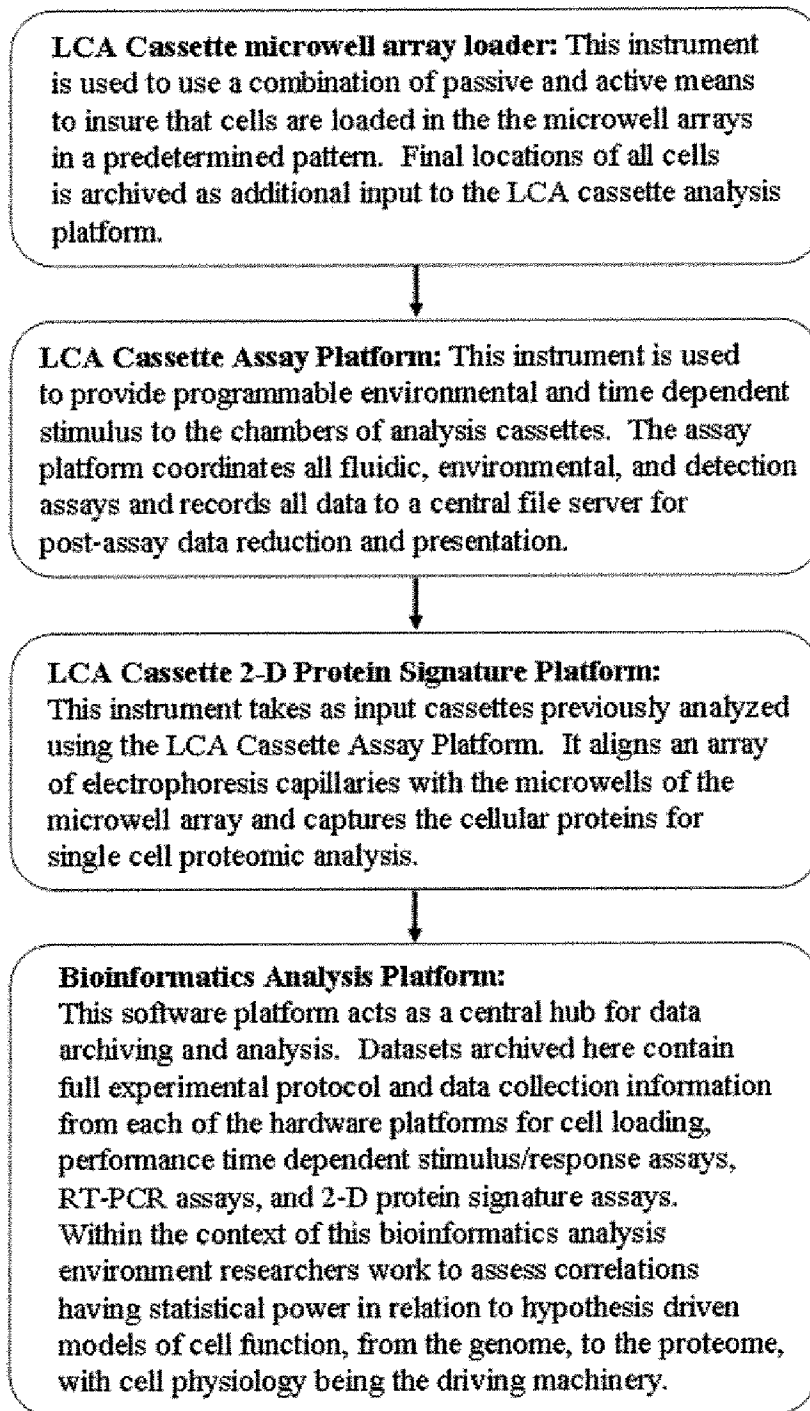 LCA Cassette microwell array loader: This instrument
is used to use a combination of passive and active means
to insure that cells are loaded in the the microwell arrays
in a predetermined pattern. Final locations of all cells
is archived as additional input to the LCA cassette analysis
platform.
LCA Cassette Assay Platform: This instrument is used
to provide programmable environmental and time dependent
stimulus to the chambers of analysis cassettes. The assay
platform coordinates all fluidic, environmental, and detection
assays and records all data to a central file server for
post-assay data reduction and presentation.
LCA Cassette 2-D Protein Signature Platform:
This instrument takes as input cassettes previously analyzed
using the LCA Cassette Assay Platform. It aligns an array
of electrophoresis capillaries with the microwells of the
microwell array and captures the cellular proteins for
single cell proteomic analysis.
Bioinformatics Analysis Platform:
This software platform acts as a central hub for data
archiving and analysis. Datasets archived here contain
full experimental protocol and data collection information
from each of the hardware platforms for cell loading,
performance time dependent stimulus/response assays,
RT-PCR assays, and 2-D protein signature assays.
Within the context of this bioinformatics analysis
environment researchers work to assess correlations
having statistical power in relation to hypothesis driven
models of cell function, from the genome, to the proteome,
with cell physiology being the driving machinery.